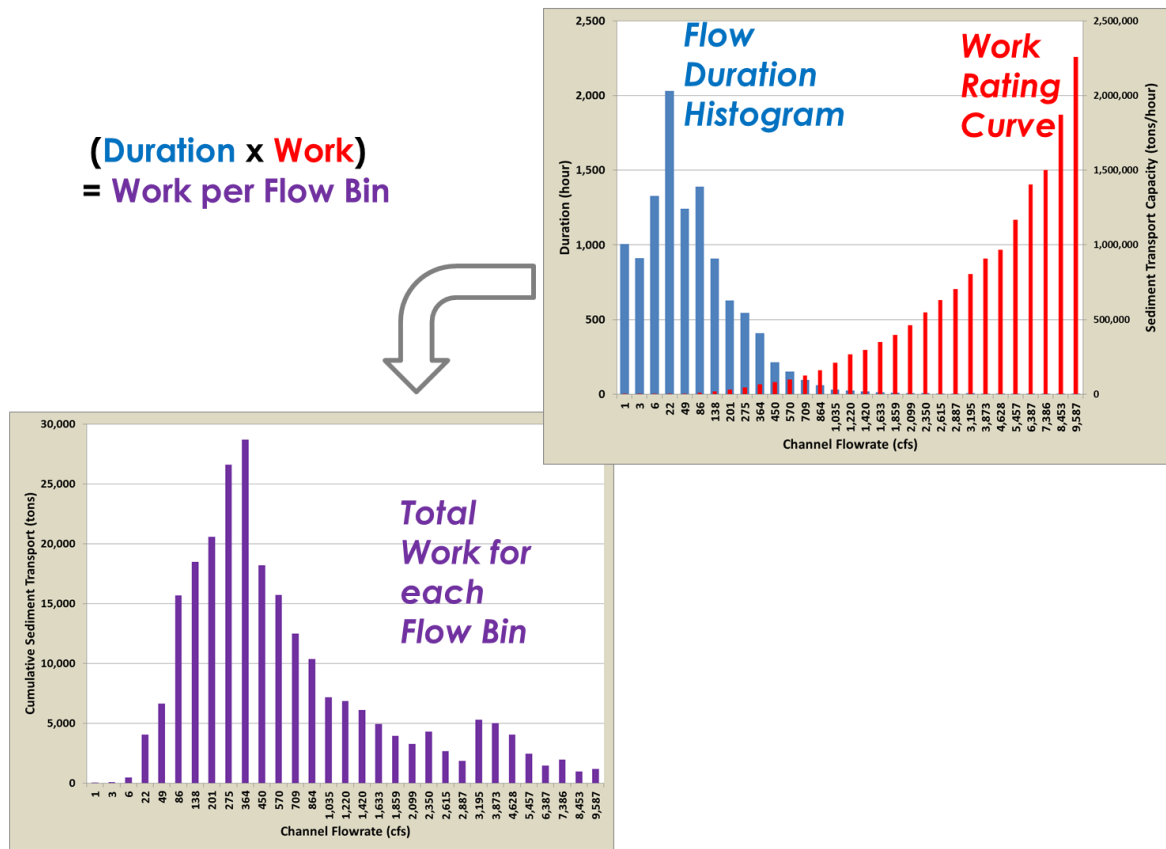 (Duration x Work)
= Work per Flow Bin
Flow
Duration
Histogram
Work
Rating
Curve
2,500
2,000
1,500
1,000
500
0
Duration (hour)
2,500,000
2,000,000
1,500,000
1,000,000
500,000
0
Sediment Transport Capacity (tons/hour)
1 3 6 22 49 86 138 201 275 364 450 570 709 864 1,035 1,220 1,420 1,633 1,859 2,099 2,350 2,615 2,887 3,195 3,873 4,628 5,457 6,387 7,386 8,453 9,587
Channel Flowrate (cfs)
30,000
25,000
20,000
15,000
10,000
5,000
0
Cumulative Sediment Transport (tons)
Total
Work for
each
Flow Bin
1 3 6 22 49 86 138 201 275 364 450 570 709 864 1,035 1,220 1,420 1,633 1,859 2,099 2,350 2,615 2,887 3,195 3,873 4,628 5,457 6,387 7,386 8,453 9,587
Channel Flowrate (cfs)